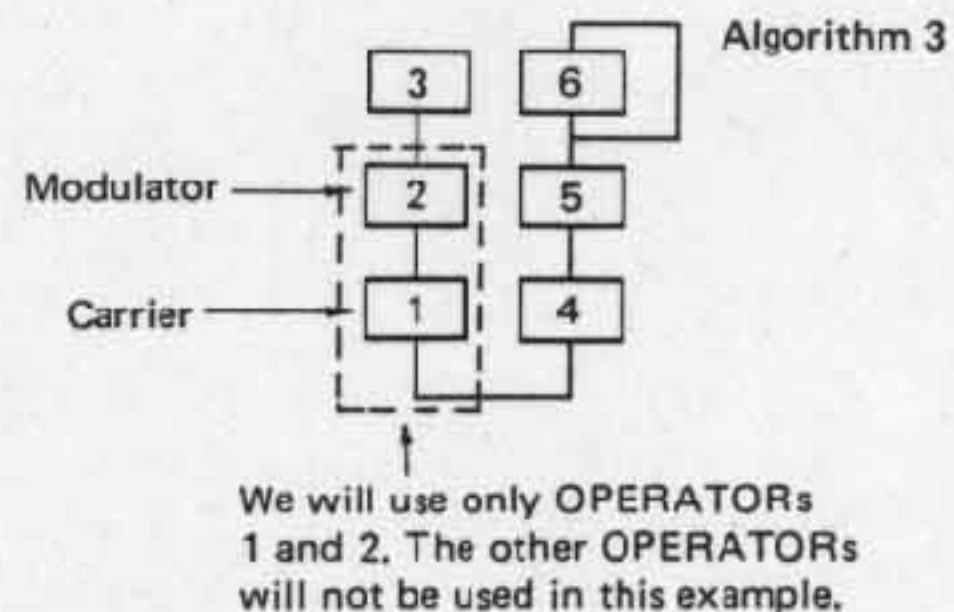 Algorithm 3
3
6
Modulator
2
5
Carrier
1
4
We will use only OPERATORs
1 and 2. The other OPERATORs
will not be used in this example.